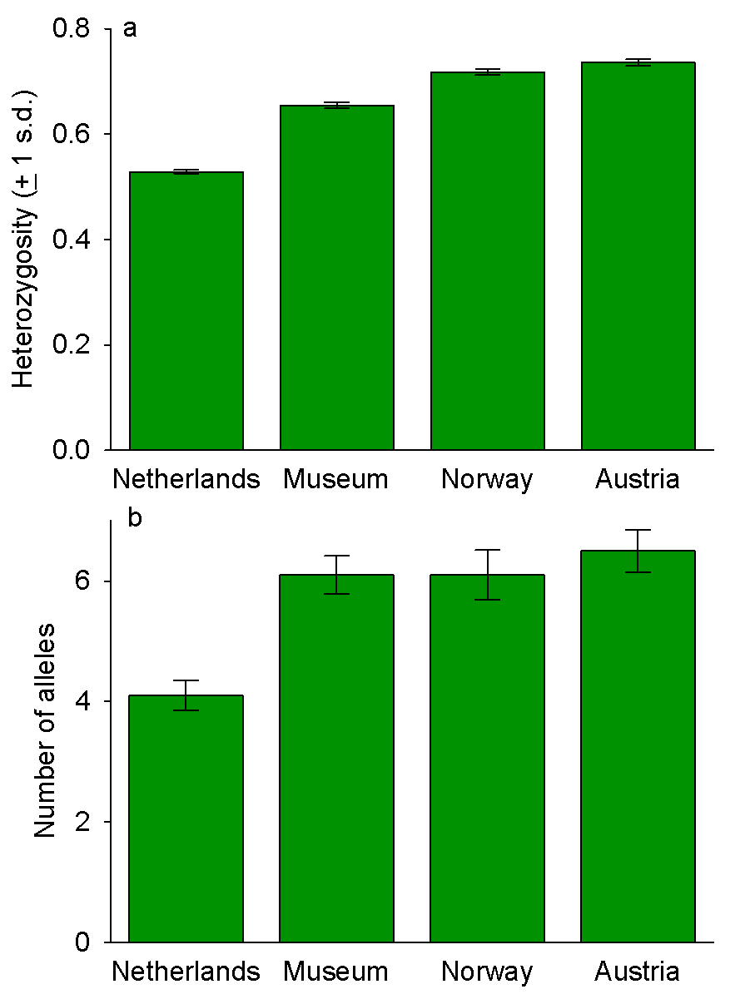 a
Heterozygosity (± 1 s.d.)
0.8
0.6
0.4
0.2
0.0
Netherlands Museum Norway Austria
b
Number of alleles
6
4
2
0
Netherlands Museum Norway Austria